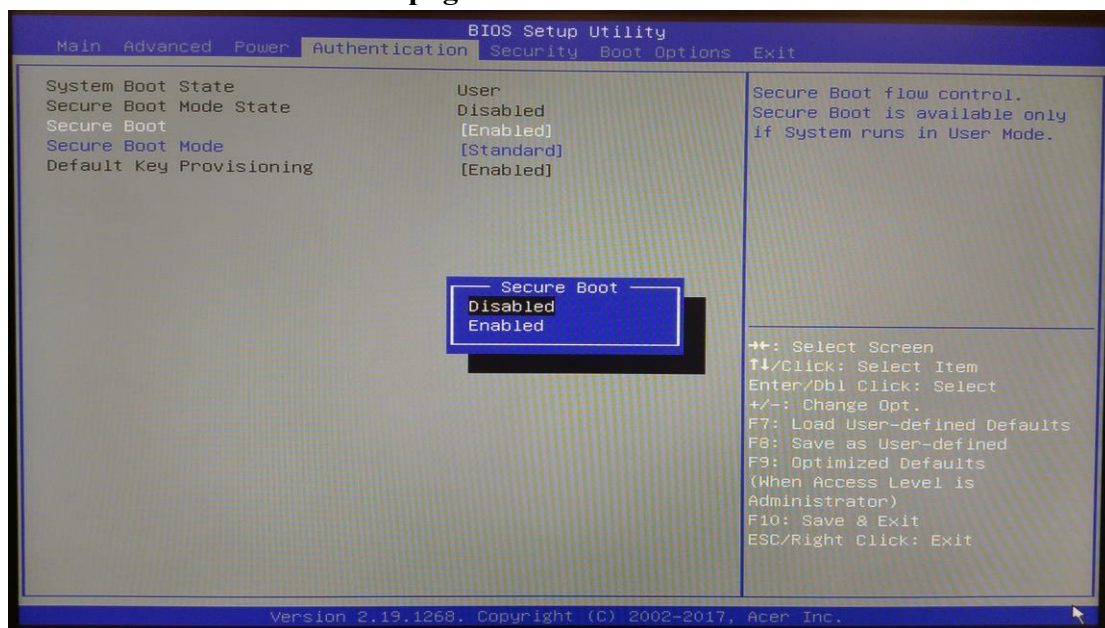 BIOS Setup Utility
Main Advanced Power Authentication Security Boot Options Exit
System Boot State User
Secure Boot Mode State Disabled
Secure Boot [Enabled]
Secure Boot Mode [Standard]
Default Key Provisioning [Enabled]
Secure Boot flow control.
Secure Boot is available only
if System runs in User Mode.
Secure Boot
Disabled
Enabled
→←: Select Screen
↑↓/Click: Select Item
Enter/Dbl Click: Select
+/-: Change Opt.
F7: Load User-defined Defaults
F8: Save as User-defined
F9: Optimized Defaults
(When Access Level is
Administrator)
F10: Save & Exit
ESC/Right Click: Exit
Version 2.19.1268. Copyright (C) 2002-2017, Acer Inc.